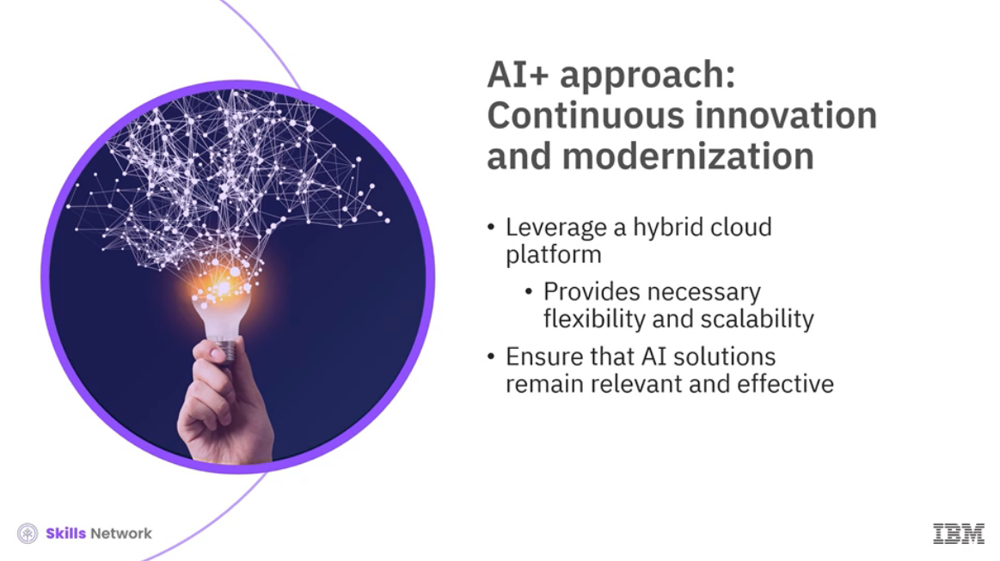 AI+ approach:
Continuous innovation
and modernization
• Leverage a hybrid cloud
platform
• Provides necessary
flexibility and scalability
• Ensure that AI solutions
remain relevant and effective
Skills Network
IBM